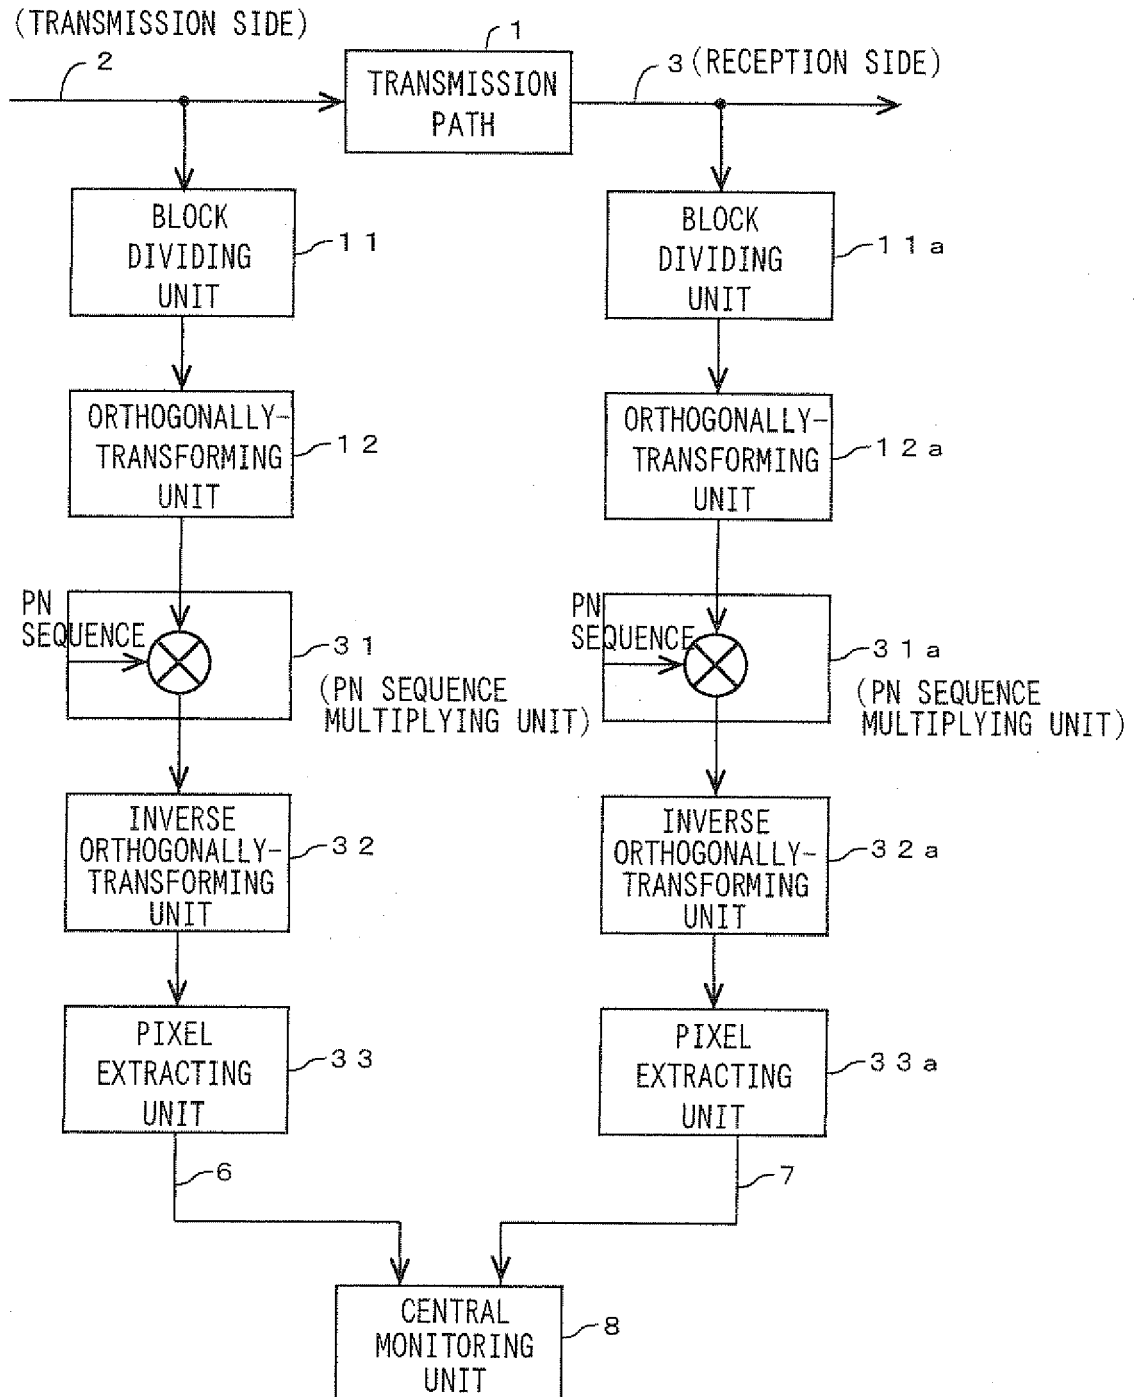 (TRANSMISSION SIDE)
1
2
TRANSMISSION
PATH
3 (RECEPTION SIDE)
BLOCK
DIVIDING
UNIT
11
BLOCK
DIVIDING
UNIT
11a
ORTHOGONALLY-
TRANSFORMING
UNIT
12
ORTHOGONALLY-
TRANSFORMING
UNIT
12a
PN
SEQUENCE
31
(PN SEQUENCE
MULTIPLYING UNIT)
PN
SEQUENCE
31a
(PN SEQUENCE
MULTIPLYING UNIT)
INVERSE
ORTHOGONALLY-
TRANSFORMING
UNIT
32
INVERSE
ORTHOGONALLY-
TRANSFORMING
UNIT
32a
PIXEL
EXTRACTING
UNIT
33
PIXEL
EXTRACTING
UNIT
33a
6
7
CENTRAL
MONITORING
UNIT
8